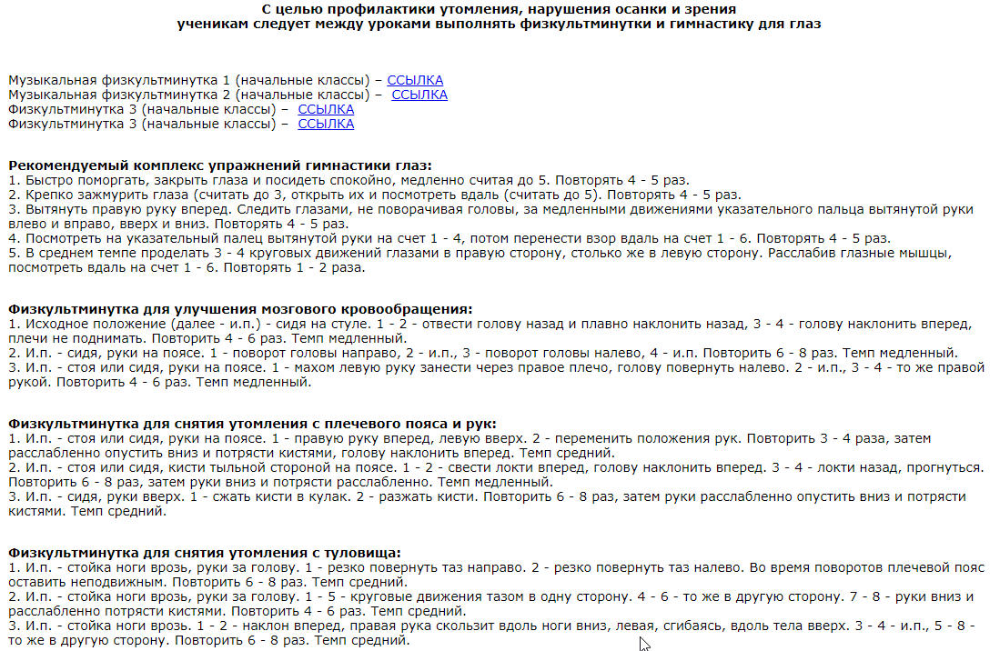 С целью профилактики утомления, нарушения осанки и зрения
ученикам следует между уроками выполнять физкультминутки и гимнастику для глаз
Музыкальная физкультминутка 1 (начальные классы) – ССЫЛКА
Музыкальная физкультминутка 2 (начальные классы) – ССЫЛКА
Физкультминутка 3 (начальные классы) – ССЫЛКА
Физкультминутка 3 (начальные классы) – ССЫЛКА
Рекомендуемый комплекс упражнений гимнастики глаз:
1. Быстро поморгать, закрыть глаза и посидеть спокойно, медленно считая до 5. Повторять 4 - 5 раз.
2. Крепко зажмурить глаза (считать до 3, открыть их и посмотреть вдаль (считать до 5). Повторять 4 - 5 раз.
3. Вытянуть правую руку вперед. Следить глазами, не поворачивая головы, за медленными движениями указательного пальца вытянутой руки
влево и вправо, вверх и вниз. Повторять 4 - 5 раз.
4. Посмотреть на указательный палец вытянутой руки на счет 1 - 4, потом перенести взор вдаль на счет 1 - 6. Повторять 4 - 5 раз.
5. В среднем темпе проделать 3 - 4 круговых движений глазами в правую сторону, столько же в левую сторону. Расслабив глазные мышцы,
посмотреть вдаль на счет 1 - 6. Повторять 1 - 2 раза.
Физкультминутка для улучшения мозгового кровообращения:
1. Исходное положение (далее - и.п.) - сидя на стуле. 1 - 2 - отвести голову назад и плавно наклонить назад, 3 - 4 - голову наклонить вперед,
плечи не поднимать. Повторить 4 - 6 раз. Темп медленный.
2. И.п. - сидя, руки на поясе. 1 - поворот головы направо, 2 - и.п., 3 - поворот головы налево, 4 - и.п. Повторить 6 - 8 раз. Темп медленный.
3. И.п. - стоя или сидя, руки на поясе. 1 - махом левую руку занести через правое плечо, голову повернуть налево. 2 - и.п., 3 - 4 - то же правой
рукой. Повторить 4 - 6 раз. Темп медленный.
Физкультминутка для снятия утомления с плечевого пояса и рук:
1. И.п. - стоя или сидя, руки на поясе. 1 - правую руку вперед, левую вверх. 2 - переменить положения рук. Повторить 3 - 4 раза, затем
расслабленно опустить вниз и потрясти кистями, голову наклонить вперед. Темп средний.
2. И.п. - стоя или сидя, кисти тыльной стороной на поясе. 1 - 2 - свести локти вперед, голову наклонить вперед. 3 - 4 - локти назад, прогнуться.
Повторить 6 - 8 раз, затем руки вниз и потрясти расслабленно. Темп медленный.
3. И.п. - сидя, руки вверх. 1 - сжать кисти в кулак. 2 - разжать кисти. Повторить 6 - 8 раз, затем руки расслабленно опустить вниз и потрясти
кистями. Темп средний.
Физкультминутка для снятия утомления с туловища:
1. И.п. - стойка ноги врозь, руки за голову. 1 - резко повернуть таз направо. 2 - резко повернуть таз налево. Во время поворотов плечевой пояс
оставить неподвижным. Повторить 6 - 8 раз. Темп средний.
2. И.п. - стойка ноги врозь, руки за голову. 1 - 5 - круговые движения тазом в одну сторону. 4 - 6 - то же в другую сторону. 7 - 8 - руки вниз и
расслабленно потрясти кистями. Повторить 4 - 6 раз. Темп средний.
3. И.п. - стойка ноги врозь. 1 - 2 - наклон вперед, правая рука скользит вдоль ноги вниз, левая, сгибаясь, вдоль тела вверх. 3 - 4 - и.п., 5 - 8 -
то же в другую сторону. Повторить 6 - 8 раз. Темп средний.